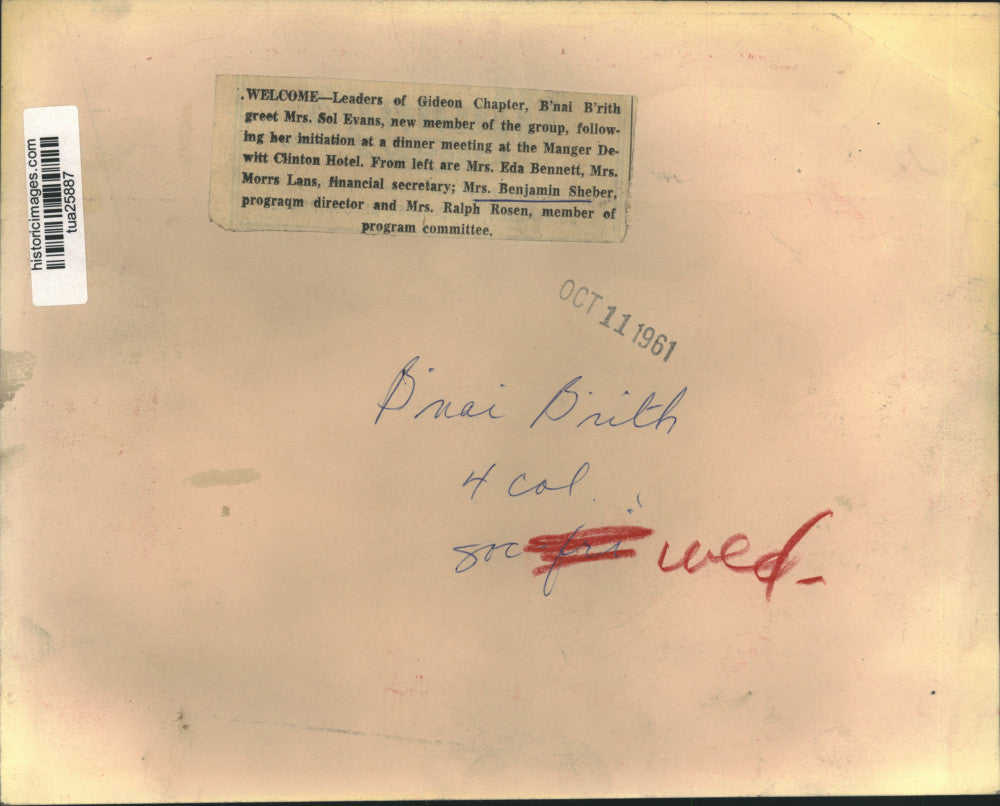 .WELCOME—Leaders of Gideon Chapter, B'nai B'rith
greet Mrs. Sol Evans, new member of the group, follow-
ing her initiation at a dinner meeting at the Manger De-
witt Clinton Hotel. From left are Mrs. Eda Bennett, Mrs.
Morrs Lans, financial secretary; Mrs. Benjamin Sheber,
prograqm director and Mrs. Ralph Rosen, member of
program committee.
historicimages.com
tua25887
OCT 11 1961
B'nai B'rith
4 col
soc fri wed.